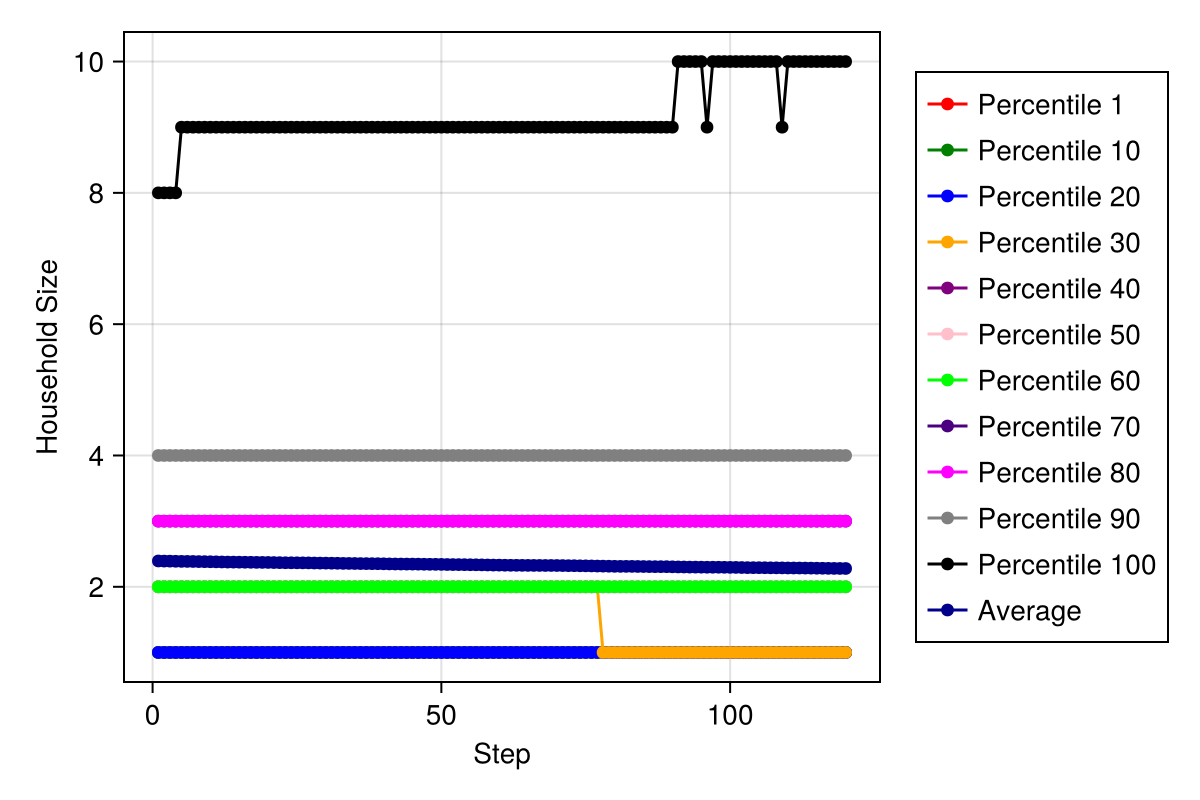 10
8
6
4
2
Household Size
0
50
100
Step
Percentile 1
Percentile 10
Percentile 20
Percentile 30
Percentile 40
Percentile 50
Percentile 60
Percentile 70
Percentile 80
Percentile 90
Percentile 100
Average